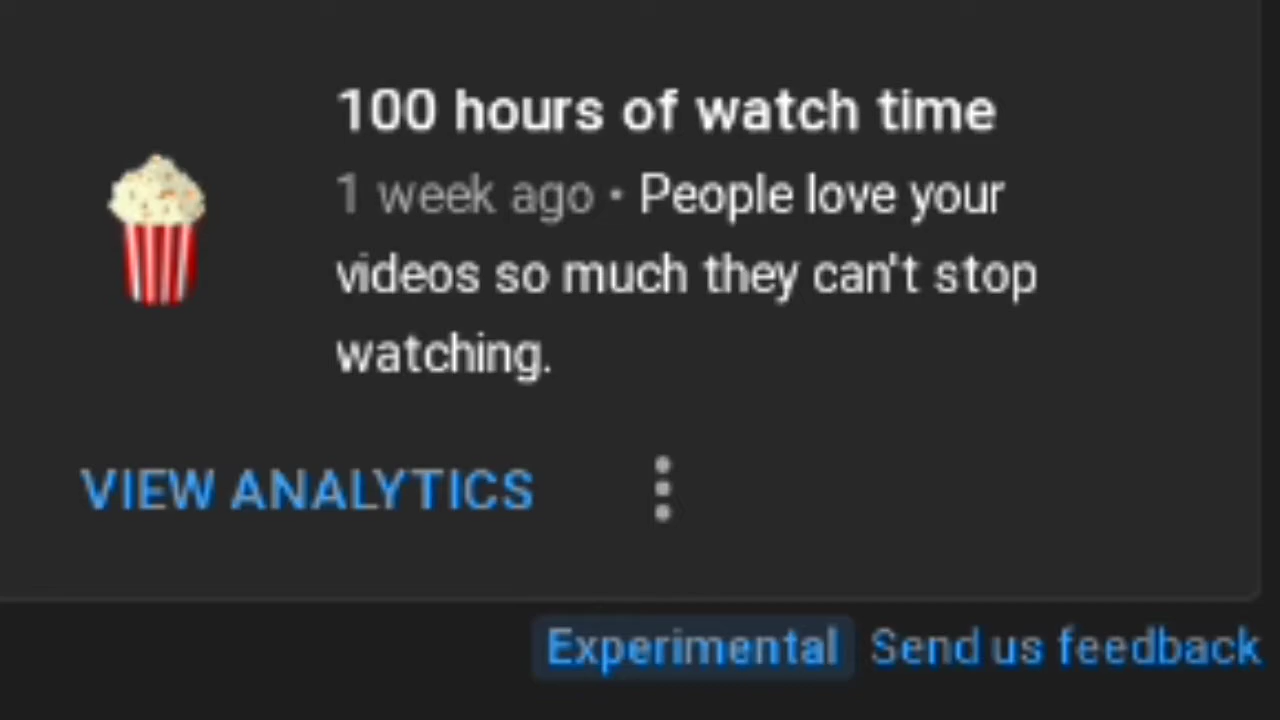 100 hours of watch time
1 week ago • People love your
videos so much they can't stop
watching.
VIEW ANALYTICS
Experimental Send us feedback